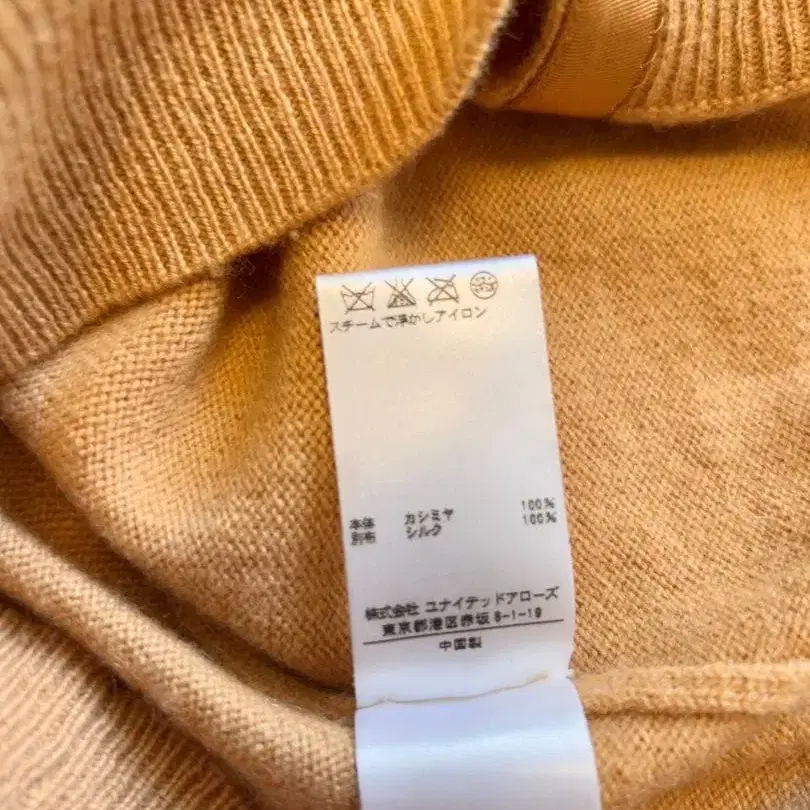 スチームで浮かしアイロン
本体 カシミヤ 100%
別布 シルク 100%
株式会社 ユナイテッドアローズ
東京都港区赤坂8-1-19
中国製